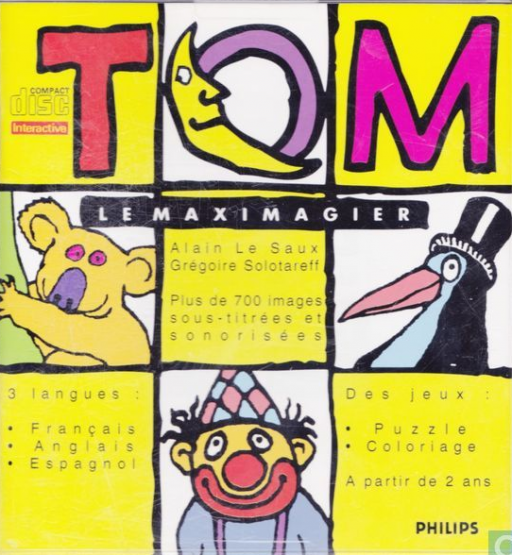 TOM
COMPACT
disc
Interactive
LE MAXIMAGIER
Alain Le Saux
Grégoire Solotareff
Plus de 700 images
sous-titrées et
sonorisées
3 langues :
• Français
• Anglais
• Espagnol
Des jeux :
• Puzzle
• Coloriage
A partir de 2 ans
PHILIPS